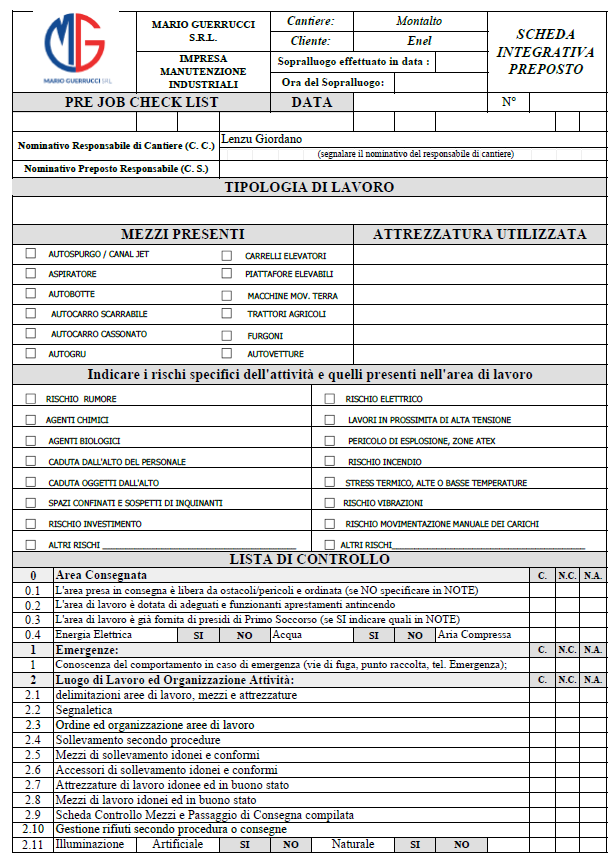 MG
MARIO GUERRUCCI SRL
MARIO GUERRUCCI
S.R.L.
IMPRESA
MANUTENZIONE
INDUSTRIALI
Cantiere: Montalto
Cliente: Enel
Sopralluogo effettuato in data :
Ora del Sopralluogo:
SCHEDA
INTEGRATIVA
PREPOSTO
PRE JOB CHECK LIST DATA N°
Nominativo Responsabile di Cantiere (C. C.) Lenzu Giordano
(segnalare il nominativo del responsabile di cantiere)
Nominativo Preposto Responsabile (C. S.)
TIPOLOGIA DI LAVORO
MEZZI PRESENTI ATTREZZATURA UTILIZZATA
AUTOSPURGO / CANAL JET CARRELLI ELEVATORI
ASPIRATORE PIATTAFORE ELEVABILI
AUTOBOTTE MACCHINE MOV. TERRA
AUTOCARRO SCARRABILE TRATTORI AGRICOLI
AUTOCARRO CASSONATO FURGONI
AUTOGRU AUTOVETTURE
Indicare i rischi specifici dell'attività e quelli presenti nell'area di lavoro
RISCHIO RUMORE RISCHIO ELETTRICO
AGENTI CHIMICI LAVORI IN PROSSIMITA DI ALTA TENSIONE
AGENTI BIOLOGICI PERICOLO DI ESPLOSIONE, ZONE ATEX
CADUTA DALL'ALTO DEL PERSONALE RISCHIO INCENDIO
CADUTA OGGETTI DALL'ALTO STRESS TERMICO, ALTE O BASSE TEMPERATURE
SPAZI CONFINATI E SOSPETTI DI INQUINANTI RISCHIO VIBRAZIONI
RISCHIO INVESTIMENTO RISCHIO MOVIMENTAZIONE MANUALE DEI CARICHI
ALTRI RISCHI ALTRI RISCHI
LISTA DI CONTROLLO
0 Area Consegnata C. N.C. N.A.
0.1 L'area presa in consegna è libera da ostacoli/pericoli e ordinata (se NO specificare in NOTE)
0.2 L'area di lavoro è dotata di adeguati e funzionanti aprestamenti antincendo
0.3 L'area di lavoro è già fornita di presidi di Primo Soccorso (se SI indicare quali in NOTE)
0.4 Energia Elettrica SI NO Acqua SI NO Aria Compressa
1 Emergenze: C. N.C. N.A.
1 Conoscenza del comportamento in caso di emergenza (vie di fuga, punto raccolta, tel. Emergenza);
2 Luogo di Lavoro ed Organizzazione Attività: C. N.C. N.A.
2.1 delimitazioni aree di lavoro, mezzi e attrezzature
2.2 Segnaletica
2.3 Ordine ed organizzazione aree di lavoro
2.4 Sollevamento secondo procedure
2.5 Mezzi di sollevamento idonei e conformi
2.6 Accessori di sollevamento idonei e conformi
2.7 Attrezzature di lavoro idonee ed in buono stato
2.8 Mezzi di lavoro idonei ed in buono stato
2.9 Scheda Controllo Mezzi e Passaggio di Consegna compilata
2.10 Gestione rifiuti secondo procedura o consegne
2.11 Illuminazione Artificiale SI NO Naturale SI NO